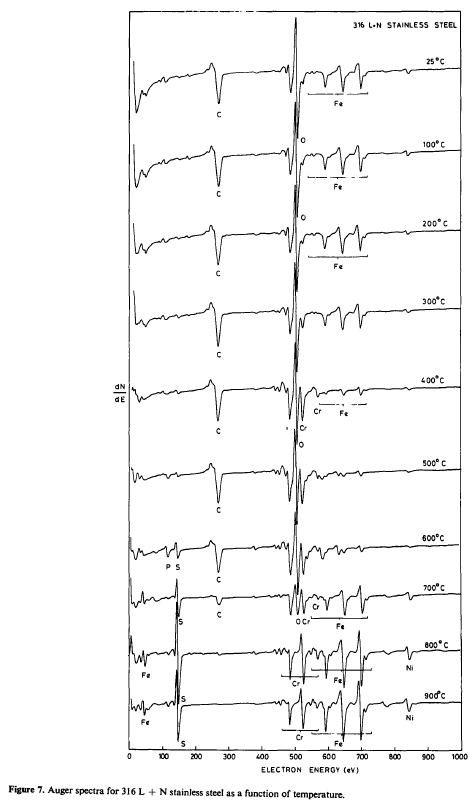 316 L+N STAINLESS STEEL
25°C
C
Fe
O
100°C
C
Fe
O
200°C
C
Fe
300°C
C
dN
dE
400°C
Cr
Fe
C
Cr
O
500°C
C
600°C
P S
C
700°C
Cr
S
C
O Cr
Fe
800°C
Fe
Cr
Fe
Ni
S
900°C
Fe
Cr
Fe
Ni
S
0 100 200 300 400 500 600 700 800 900 1000
ELECTRON ENERGY (eV)
Figure 7. Auger spectra for 316 L + N stainless steel as a function of temperature.